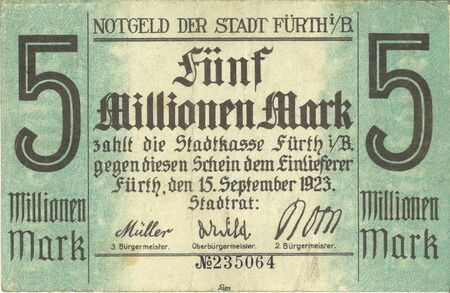 NOTGELD DER STADT FÜRTH i/B.
5
Millionen
Mark
Fünf
Millionen Mark
zahlt die Stadtkasse Fürth i/B.
gegen diesen Schein dem Einlieferer
Fürth, den 15. September 1923.
Stadtrat:
Müller
3. Bürgermeister.
Oberbürgermeister.
2. Bürgermeister.
№235064
5
Millionen
Mark